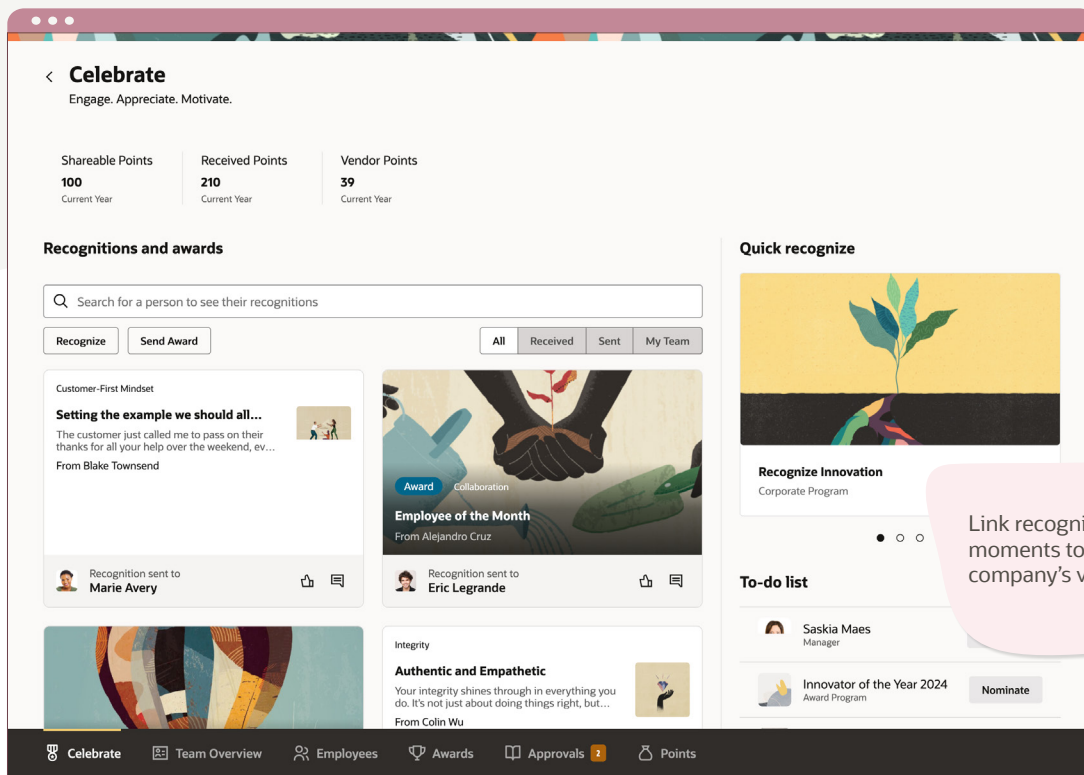 Celebrate
Engage. Appreciate. Motivate.
Shareable Points
100
Current Year
Received Points
210
Current Year
Vendor Points
39
Current Year
Recognitions and awards
Search for a person to see their recognitions
Recognize
Send Award
All
Received
Sent
My Team
Customer-First Mindset
Setting the example we should all...
The customer just called me to pass on their
thanks for all your help over the weekend, ev...
From Blake Townsend
Recognition sent to
Marie Avery
Award
Collaboration
Employee of the Month
From Alejandro Cruz
Recognition sent to
Eric Legrande
Integrity
Authentic and Empathetic
Your integrity shines through in everything you
do. It's not just about doing things right, but...
From Colin Wu
Quick recognize
Recognize Innovation
Corporate Program
Link
moments to
company's
To-do list
Saskia Maes
Manager
Innovator of the Year 2024
Award Program
Nominate
Celebrate
Team Overview
Employees
Awards
Approvals 2
Points